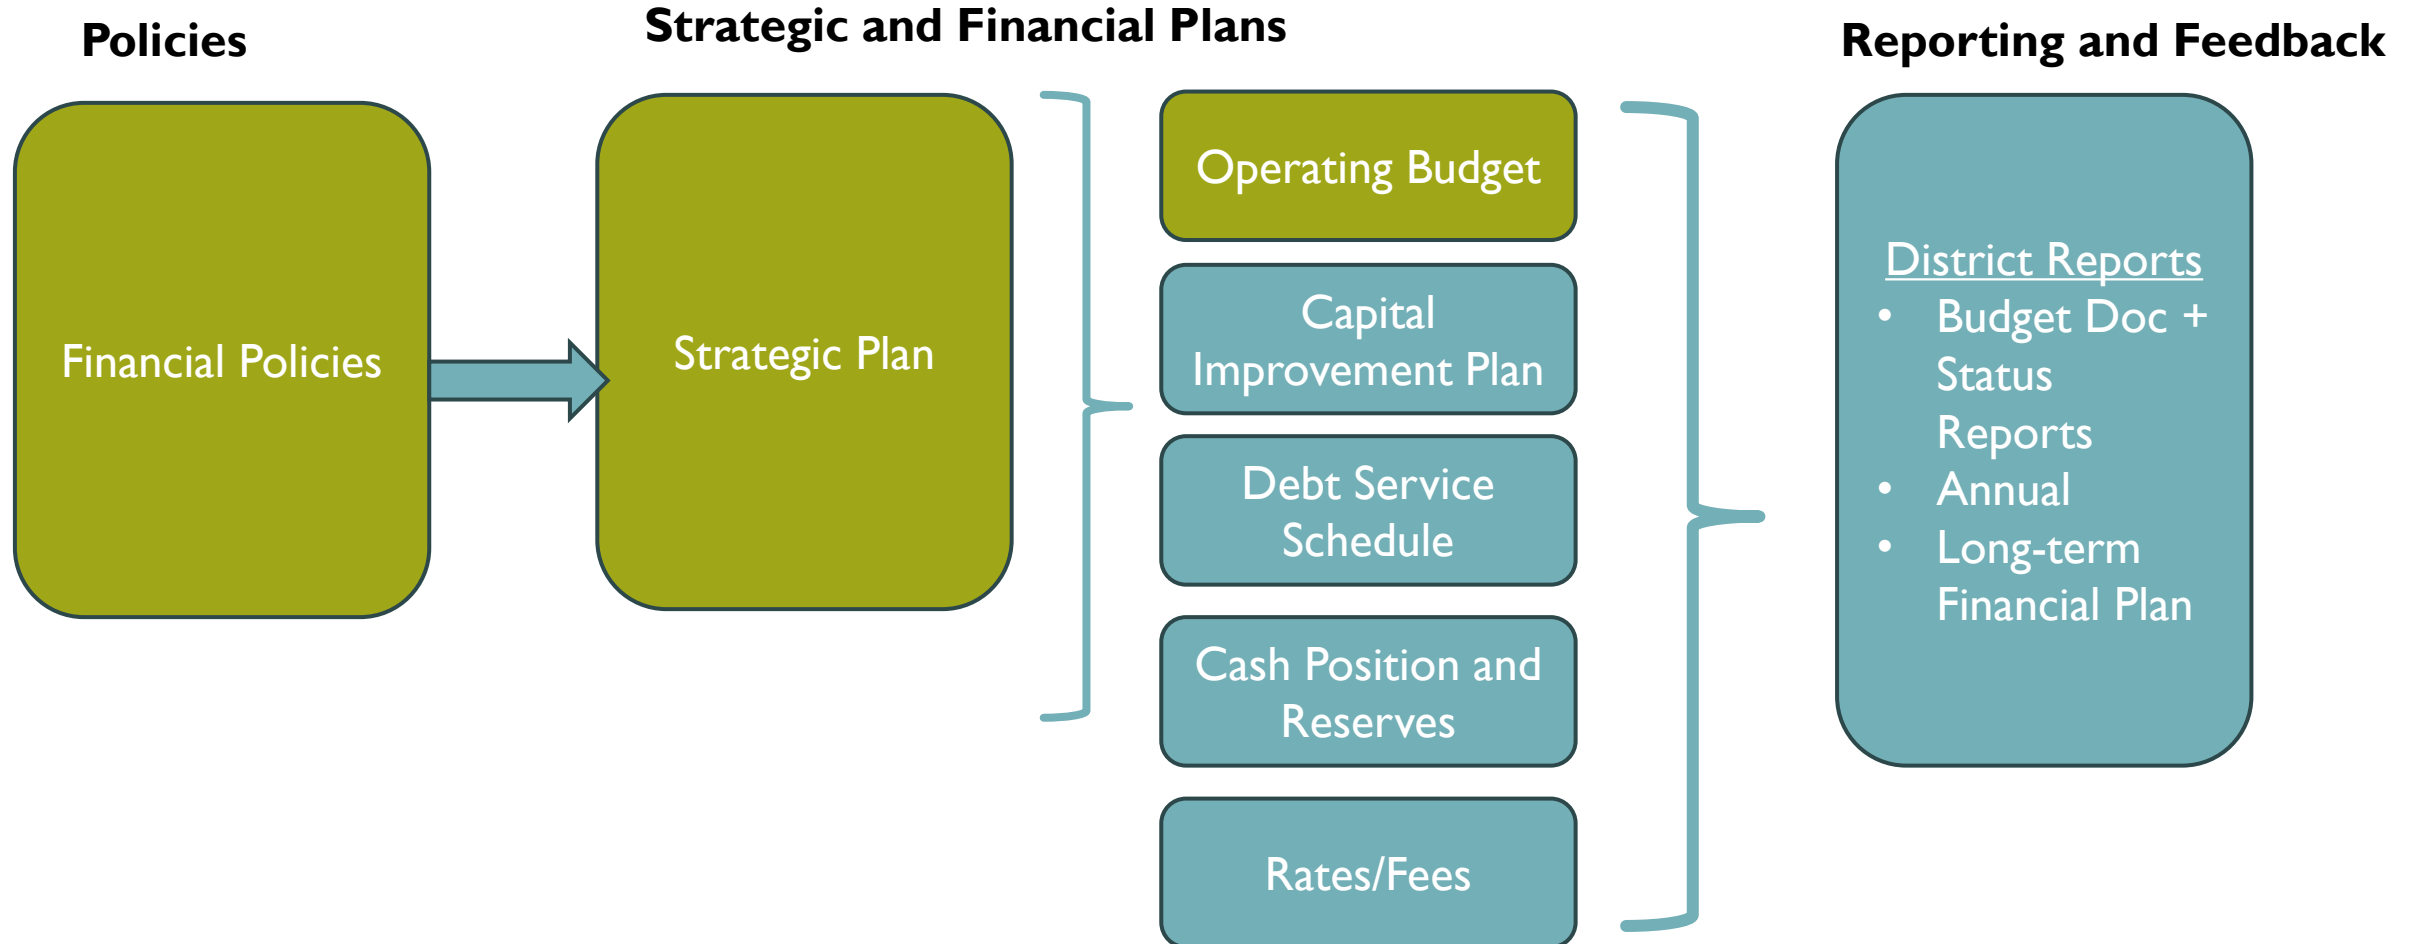 Policies
Strategic and Financial Plans
Reporting and Feedback
Financial Policies
Strategic Plan
Operating Budget
Capital
Improvement Plan
Debt Service
Schedule
Cash Position and
Reserves
Rates/Fees
District Reports
• Budget Doc +
Status
Reports
• Annual
• Long-term
Financial Plan